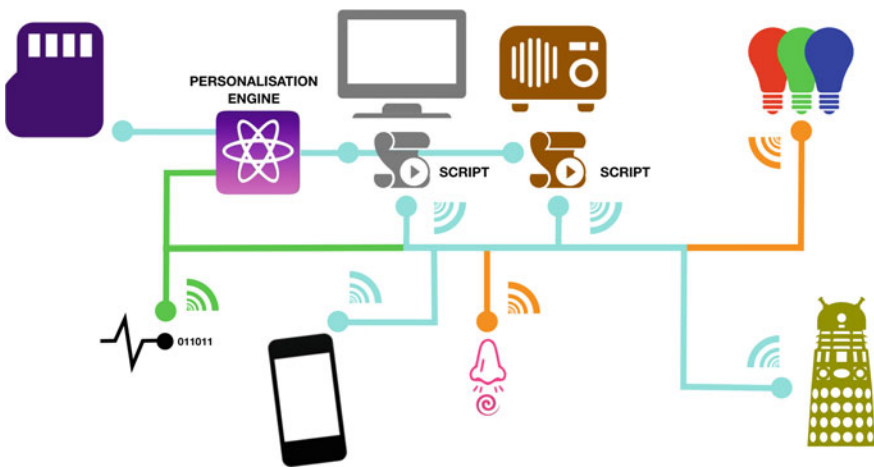 PERSONALISATION
ENGINE
SCRIPT
SCRIPT
011011